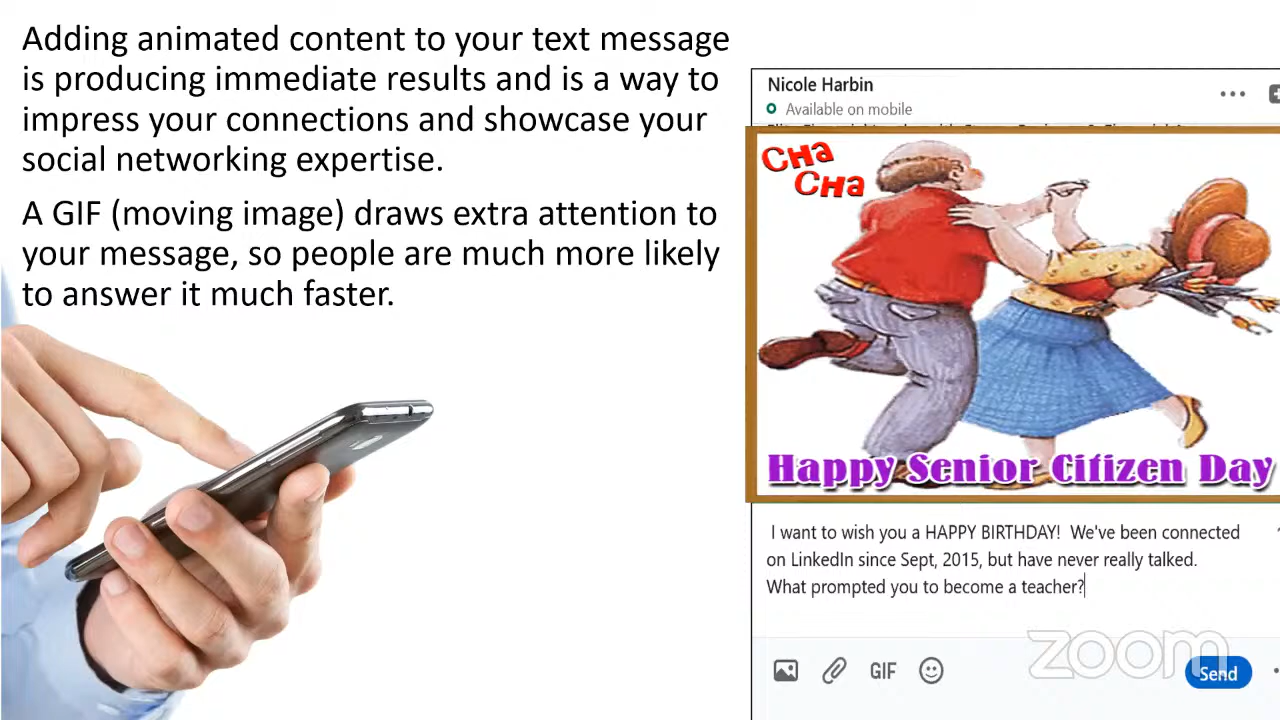 Adding animated content to your text message
is producing immediate results and is a way to
impress your connections and showcase your
social networking expertise.
A GIF (moving image) draws extra attention to
your message, so people are much more likely
to answer it much faster.
Nicole Harbin
Available on mobile
CHa
CHa
Happy Senior Citizen Day
I want to wish you a HAPPY BIRTHDAY! We've been connected
on LinkedIn since Sept, 2015, but have never really talked.
What prompted you to become a teacher?
GIF
Send
zoom